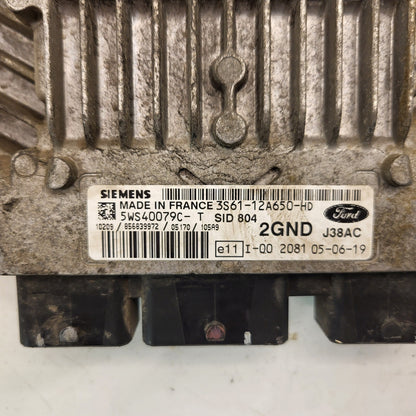 SIEMENS
MADE IN FRANCE 3S61-12A650-HD
5WS40079C- T SID 804
Ford
10209 / 856839972 / 05170 / 105A9
2GND J38AC
e11 I-00 2081 05-06-19